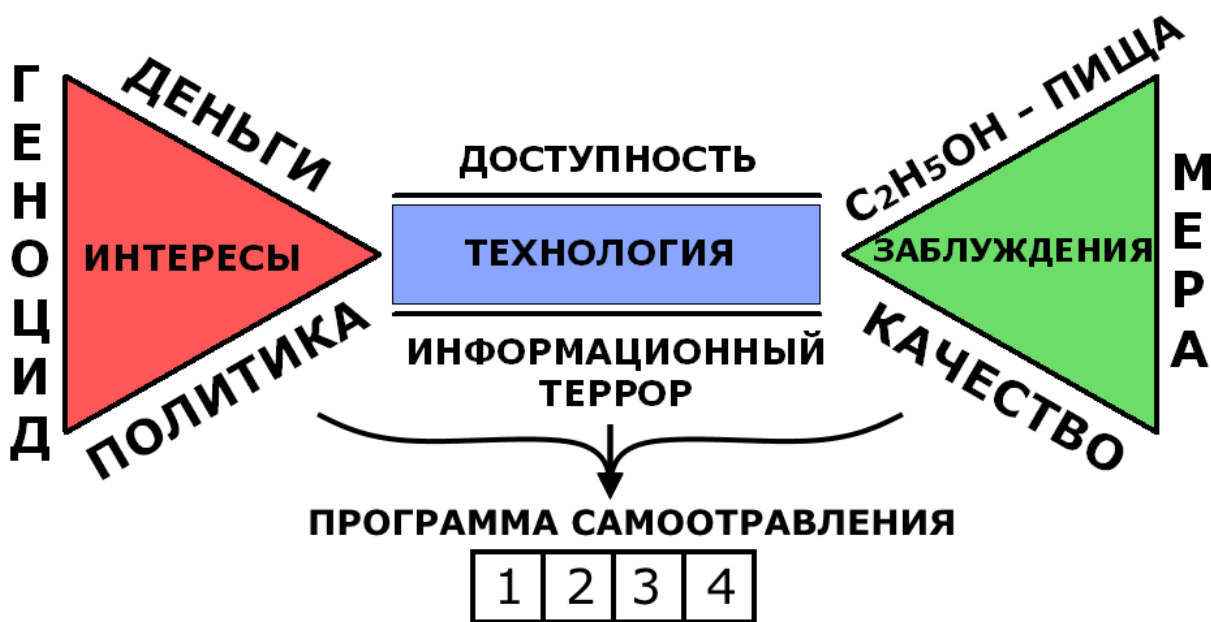 ГЕНОЦИД
ДЕНЬГИ
ИНТЕРЕСЫ
ПОЛИТИКА
ДОСТУПНОСТЬ
ТЕХНОЛОГИЯ
ИНФОРМАЦИОННЫЙ
ТЕРРОР
C₂H₅OH - ПИЩА
ЗАБЛУЖДЕНИЯ
КАЧЕСТВО
МЕРА
ПРОГРАММА САМООТРАВЛЕНИЯ
1 2 3 4